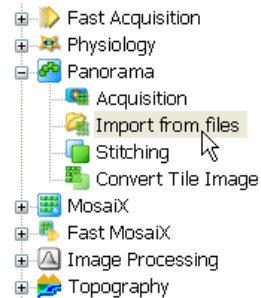 Fast Acquisition
Physiology
Panorama
Acquisition
Import from files
Stitching
Convert Tile Image
MosaiX
Fast MosaiX
Image Processing
Topography